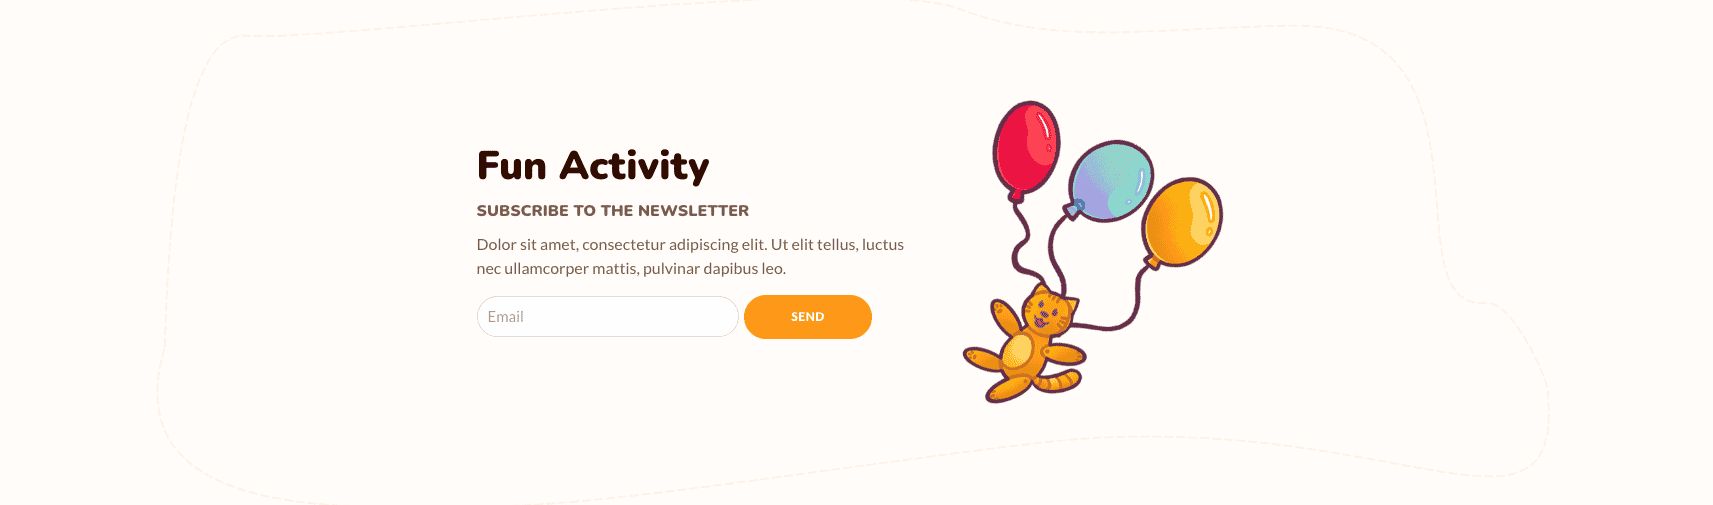 Fun Activity
SUBSCRIBE TO THE NEWSLETTER
Dolor sit amet, consectetur adipiscing elit. Ut elit tellus, luctus
nec ullamcorper mattis, pulvinar dapibus leo.
Email
SEND